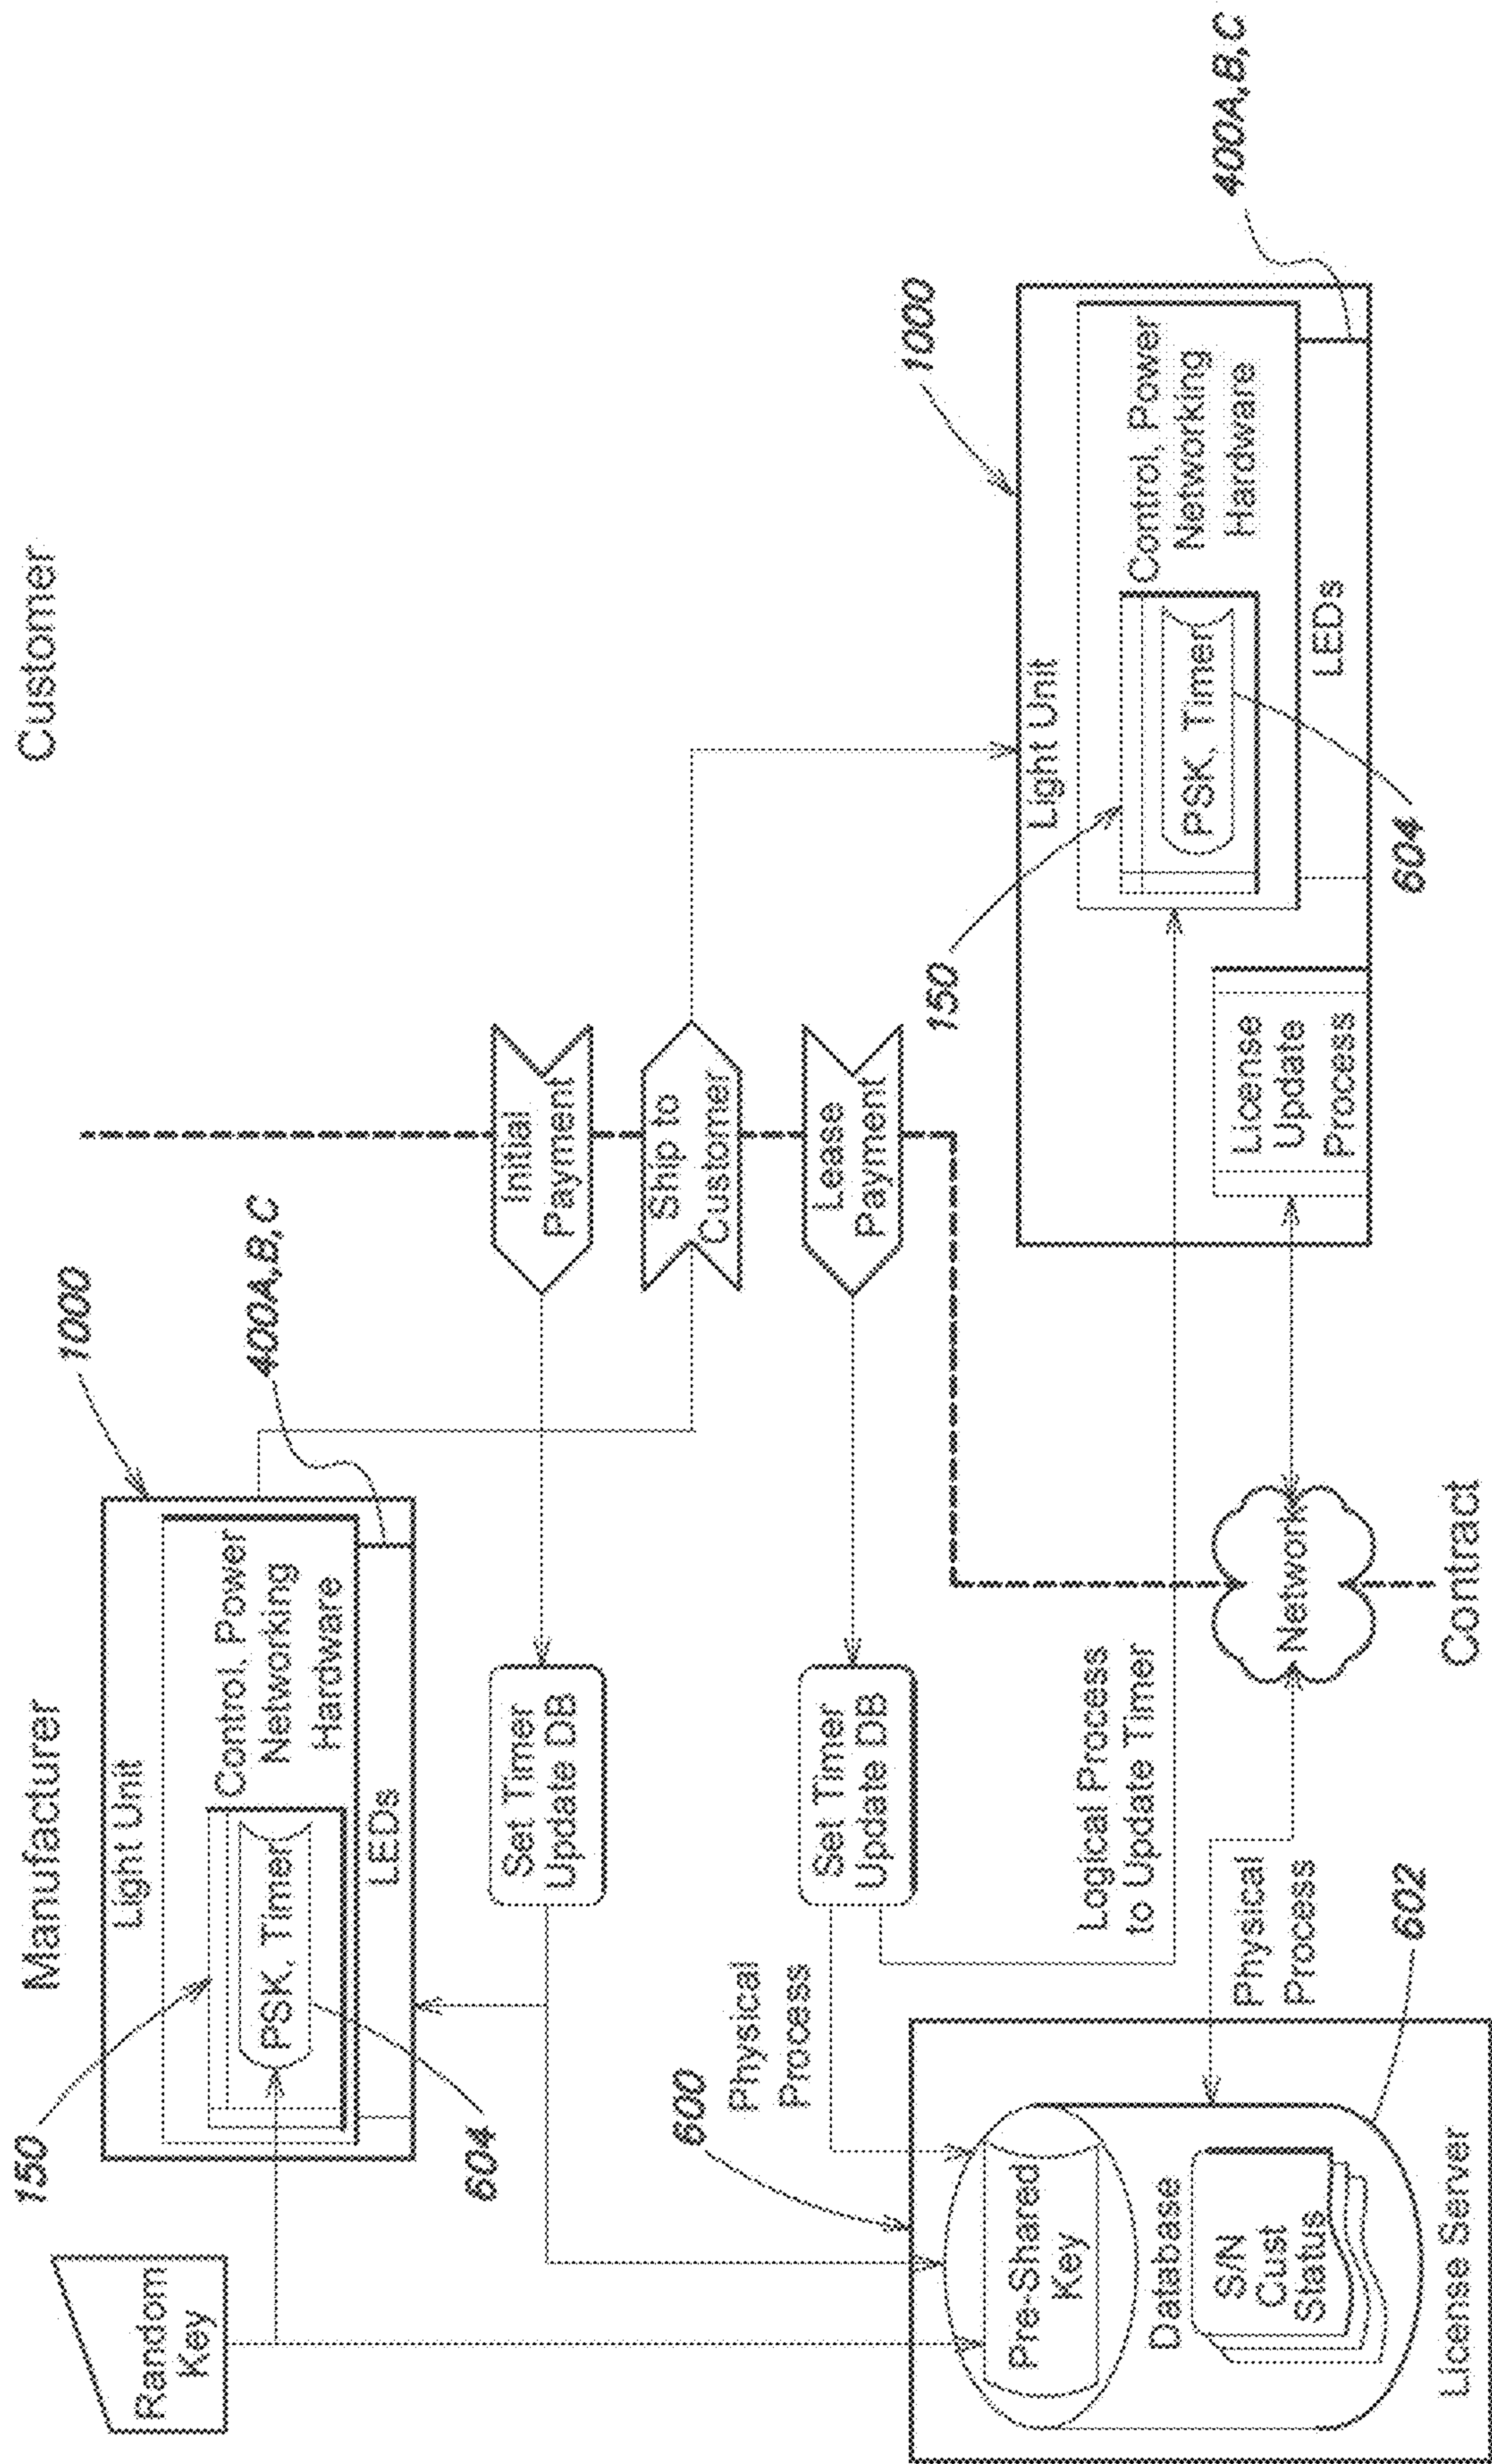 Manufacturer
Customer
Random
Key
150
Light Unit
PSK, Timer
Control, Power
Networking
Hardware
LEDs
604
1000
400A,B,C
Set Timer
Update DB
Initial
Payment
Ship to
Customer
Set Timer
Update DB
Lease
Payment
Physical
Process
600
Pre-Shared
Key
Database
S/N
Cust
Status
License Server
602
Logical Process
to Update Timer
Physical
Process
Network
Contract
License
Update
Process
150
Light Unit
PSK, Timer
Control, Power
Networking
Hardware
LEDs
604
1000
400A,B,C